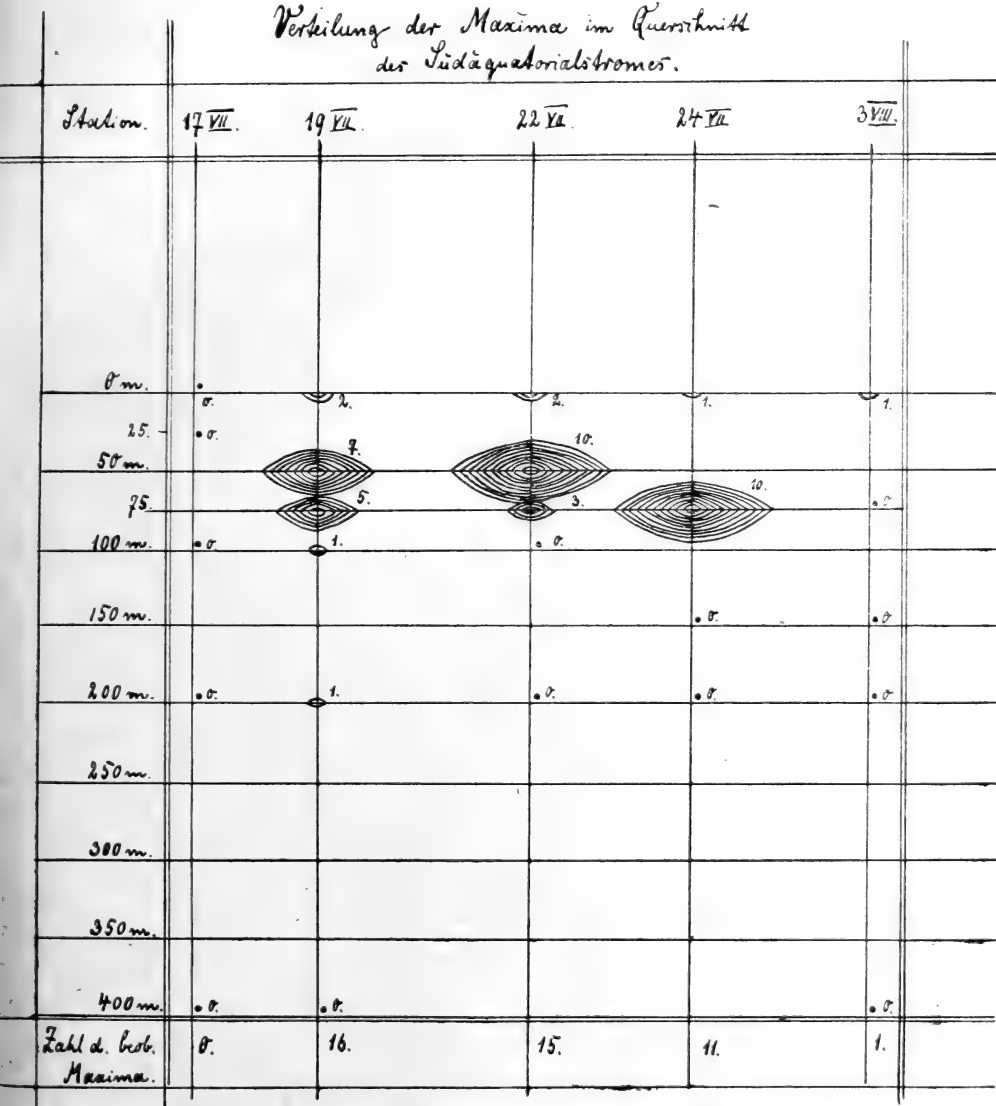 Verteilung der Maxima im Querschnitt
des Südäquatorialstromes.
Station. 17 VII. 19 VII. 22 VII. 24 VII 3 VIII.
0 m.
0. 2. 2. 1. 1.
25. 0.
50 m. 7. 10.
75. 5. 3. 10. 0
100 m. 0. 1. 0.
150 m. 0. 0
200 m. 0. 1. 0. 0. 0
250 m.
300 m.
350 m.
400 m. 0. 0. 0
Zahl d. beob. 0. 16. 15. 11. 1.
Maxima.